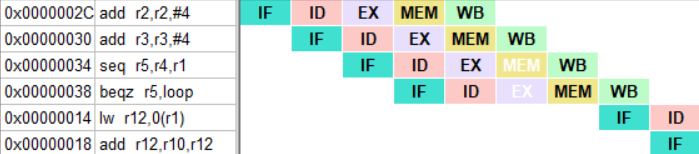 0x0000002C add r2,r2,#4 IF ID EX MEM WB
0x00000030 add r3,r3,#4 IF ID EX MEM WB
0x00000034 seq r5,r4,r1 IF ID EX MEM WB
0x00000038 beqz r5,loop IF ID EX MEM WB
0x00000014 lw r12,0(r1) IF ID
0x00000018 add r12,r10,r12 IF